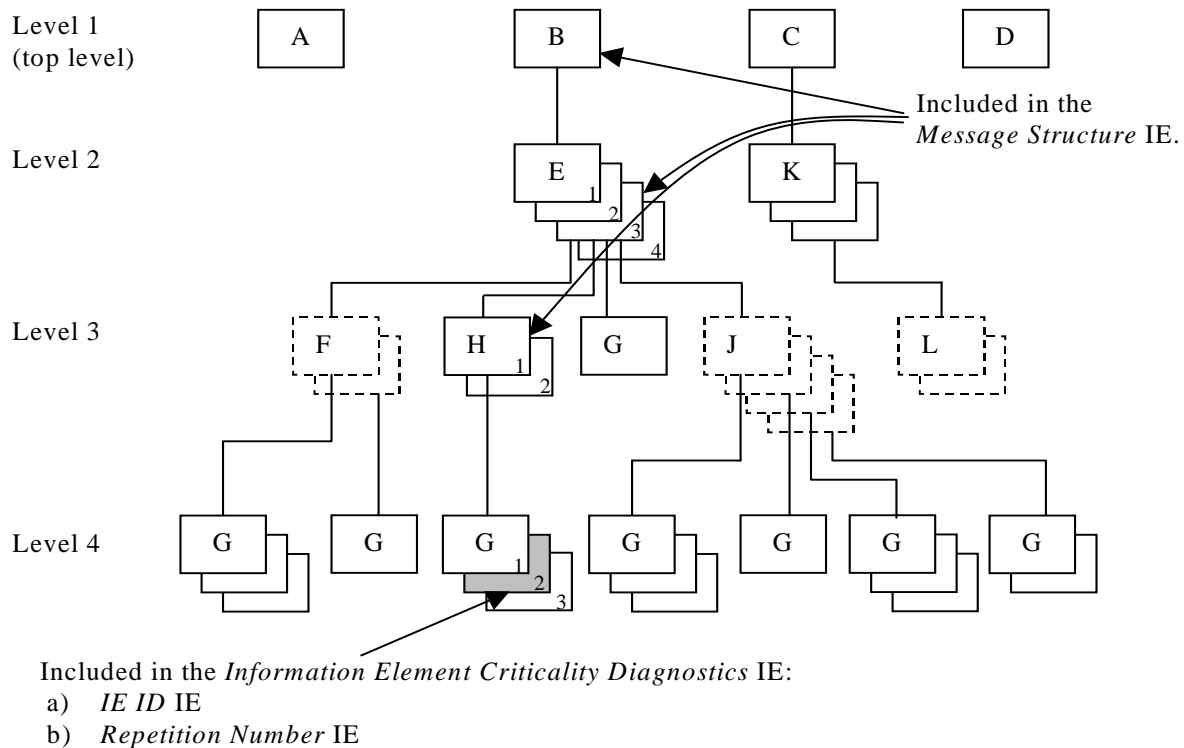 Level 1
(top level)
A
B
C
D
Included in the
Message Structure IE.
Level 2
E
1
2
3
4
K
Level 3
F
H
1
2
G
J
L
Level 4
G
G
G
1
2
3
G
G
G
G
Included in the Information Element Criticality Diagnostics IE:
a) IE ID IE
b) Repetition Number IE